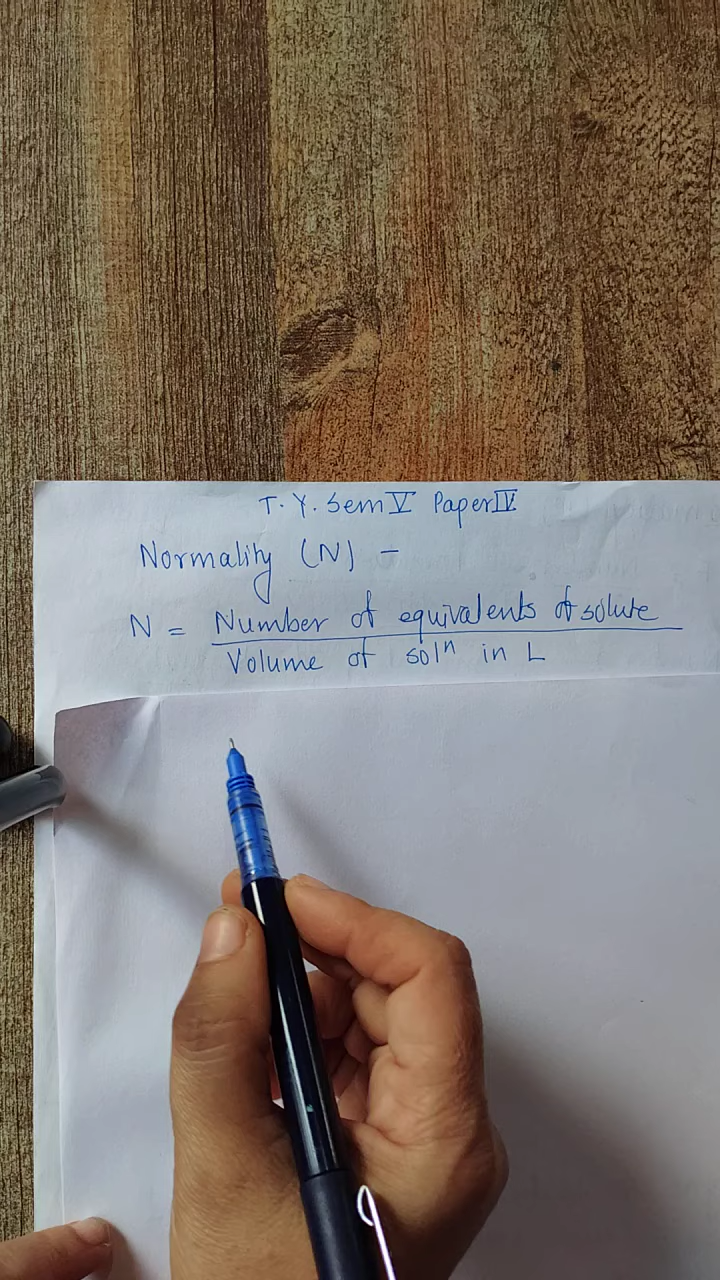 T. Y. Sem V Paper IV
Normality (N) –
N = Number of equivalents of solute
Volume of solⁿ in L